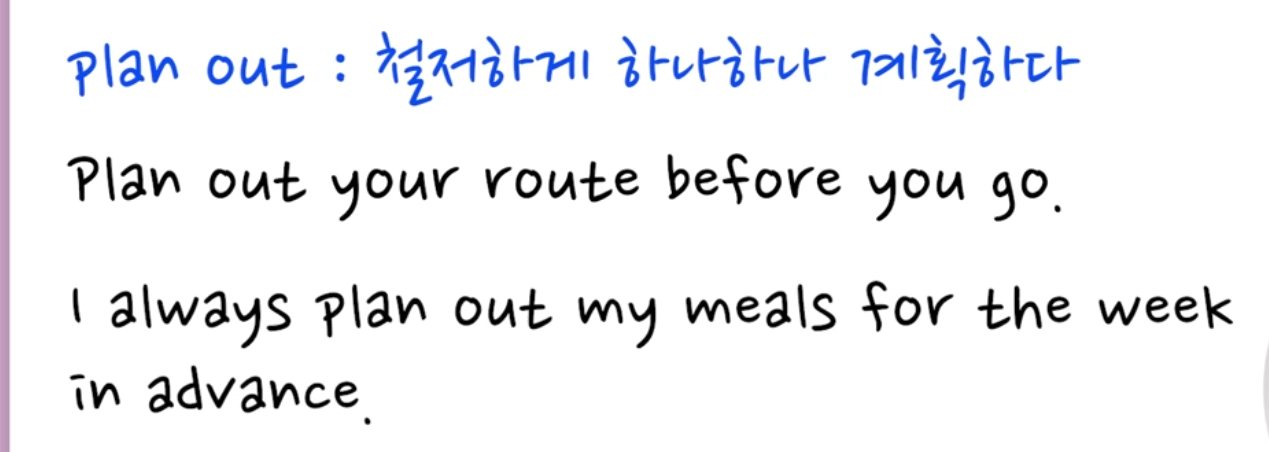 plan out : 철저하게 하나하나 계획하다
Plan out your route before you go.
I always plan out my meals for the week
in advance.